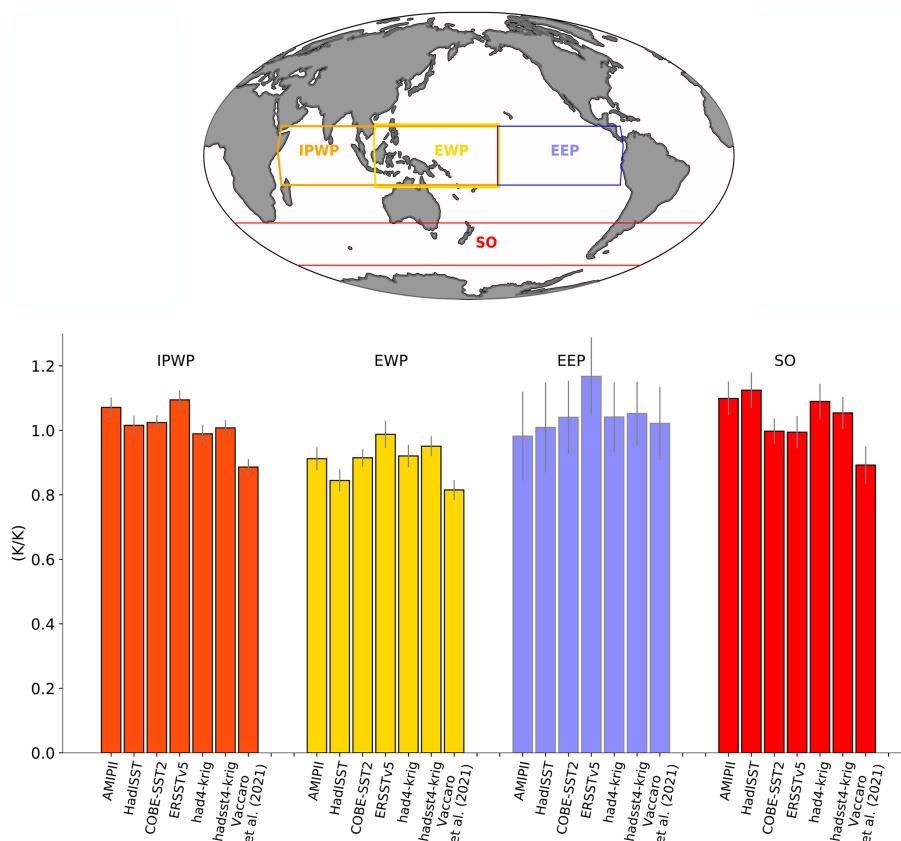 IPWP
EWP
EEP
SO
IPWP
EWP
EEP
SO
1.2
1.0
0.8
0.6
0.4
0.2
0.0
(K/K)
AMIPII
HadISST
COBE-SST2
ERSSTv5
had4-krig
hadsst4-krig
Vaccaro
et al. (2021)
AMIPII
HadISST
COBE-SST2
ERSSTv5
had4-krig
hadsst4-krig
Vaccaro
et al. (2021)
AMIPII
HadISST
COBE-SST2
ERSSTv5
had4-krig
hadsst4-krig
Vaccaro
et al. (2021)
AMIPII
HadISST
COBE-SST2
ERSSTv5
had4-krig
hadsst4-krig
Vaccaro
et al. (2021)